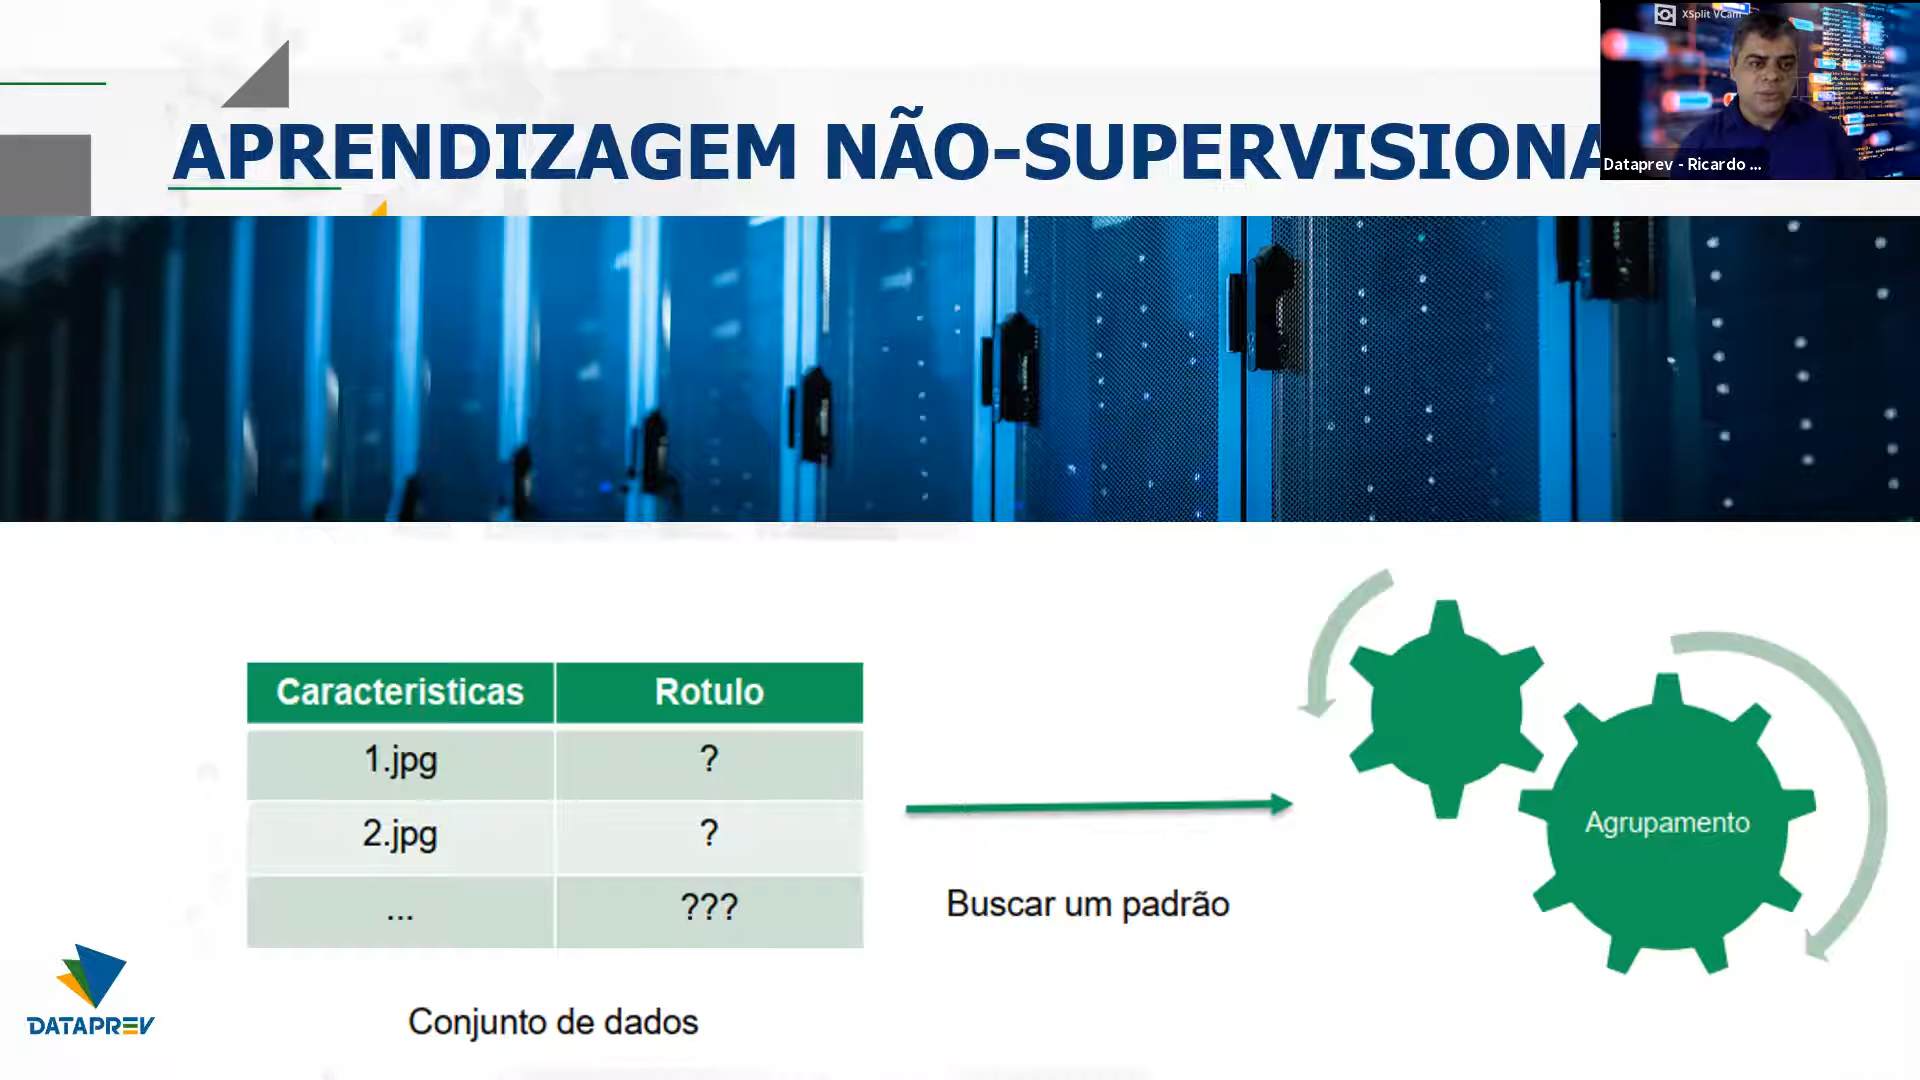 XSplit VCam
APRENDIZAGEM NÃO-SUPERVISIONA
Dataprev - Ricardo ...
Caracteristicas Rotulo
1.jpg ?
2.jpg ?
... ???
Agrupamento
Buscar um padrão
Conjunto de dados
DATAPREV